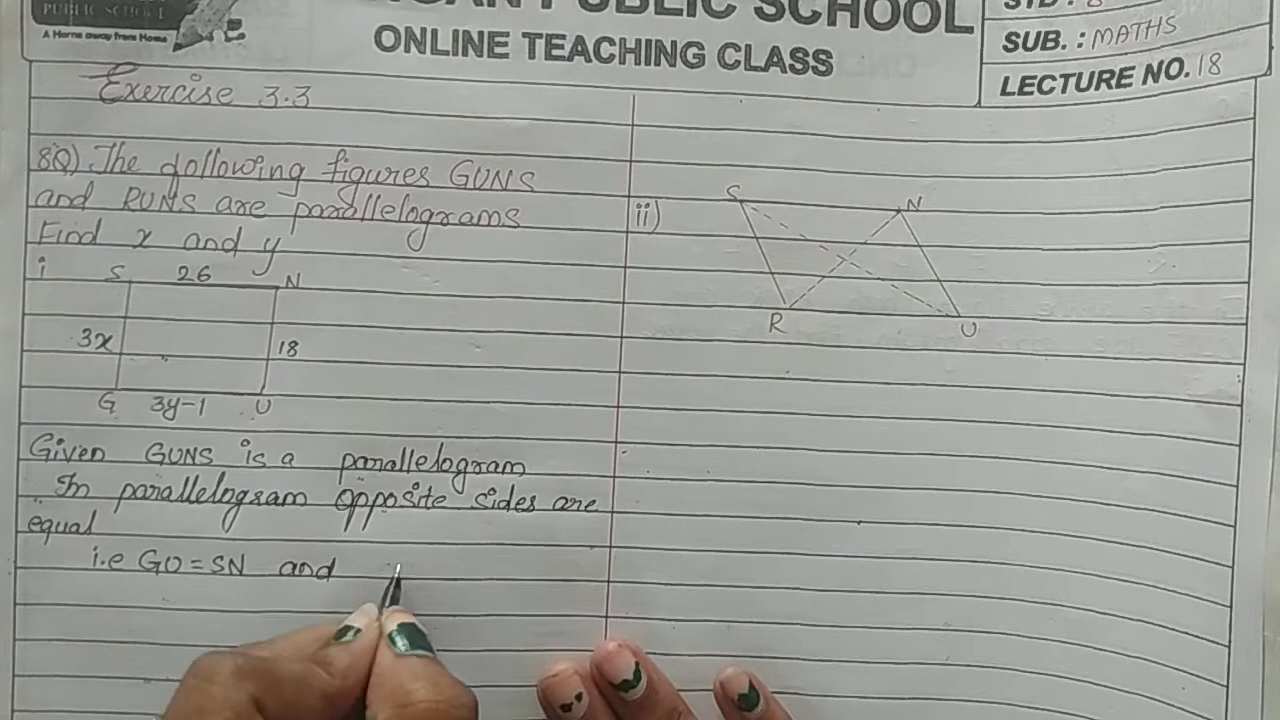 PUBLIC SCHOOL
A Home away from Home
PUBLIC SCHOOL
ONLINE TEACHING CLASS
SUB. : MATHS
LECTURE NO. 18
Exercise 3.3
8Q). The following figures GUNS
and RUNS are parallelograms
Find x and y
i S 26 N
3x 18
G 3y-1 U
Given GUNS is a parallelogram
In parallelogram opposite sides are
equal
i.e GU = SN and
ii)
S N
R U